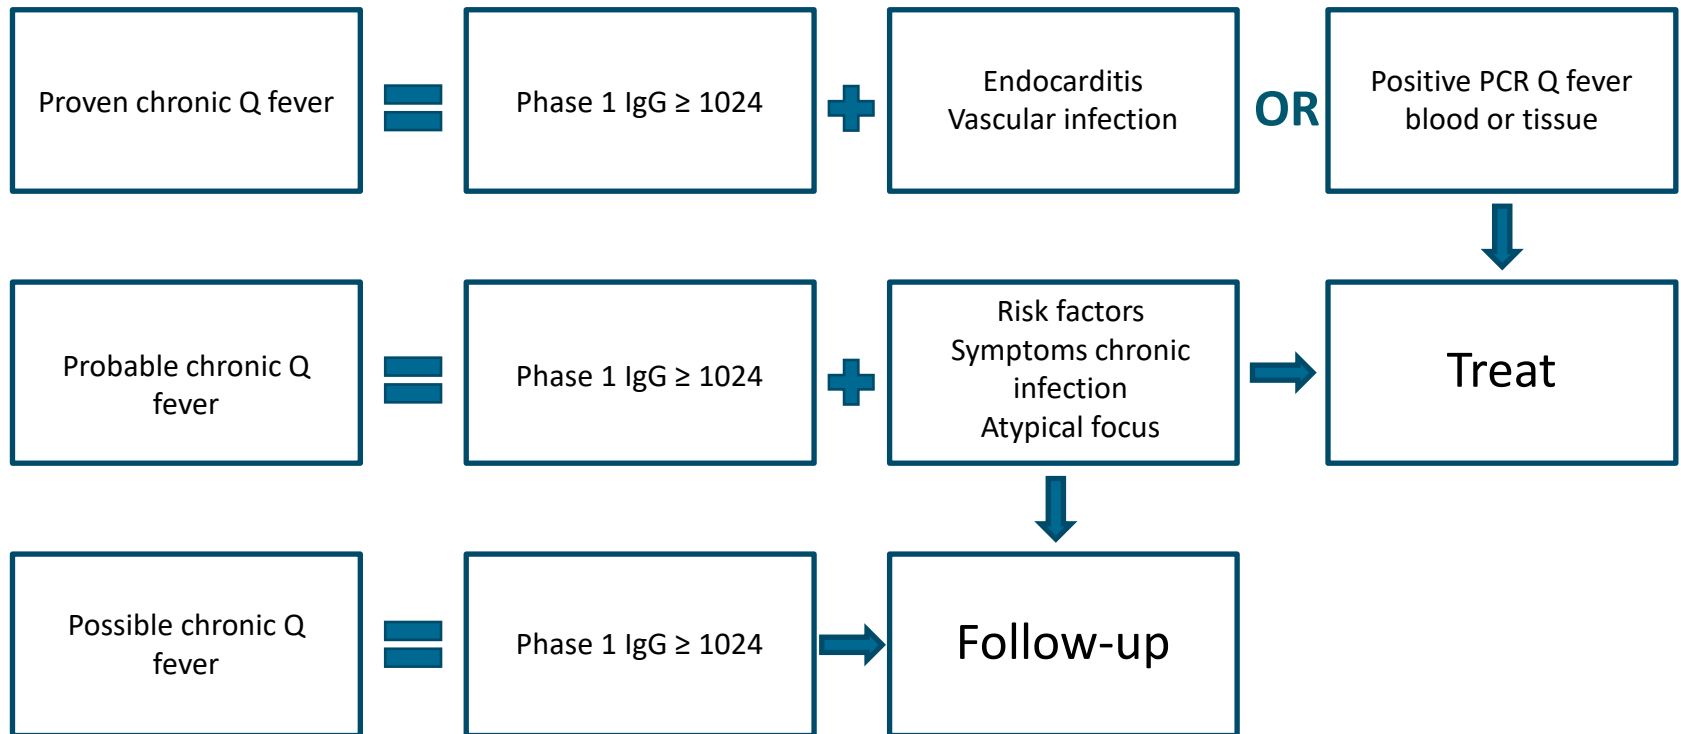 Proven chronic Q fever
Phase 1 IgG ≥ 1024
Endocarditis
Vascular infection
OR
Positive PCR Q fever
blood or tissue
Probable chronic Q
fever
Phase 1 IgG ≥ 1024
Risk factors
Symptoms chronic
infection
Atypical focus
Treat
Possible chronic Q
fever
Phase 1 IgG ≥ 1024
Follow-up